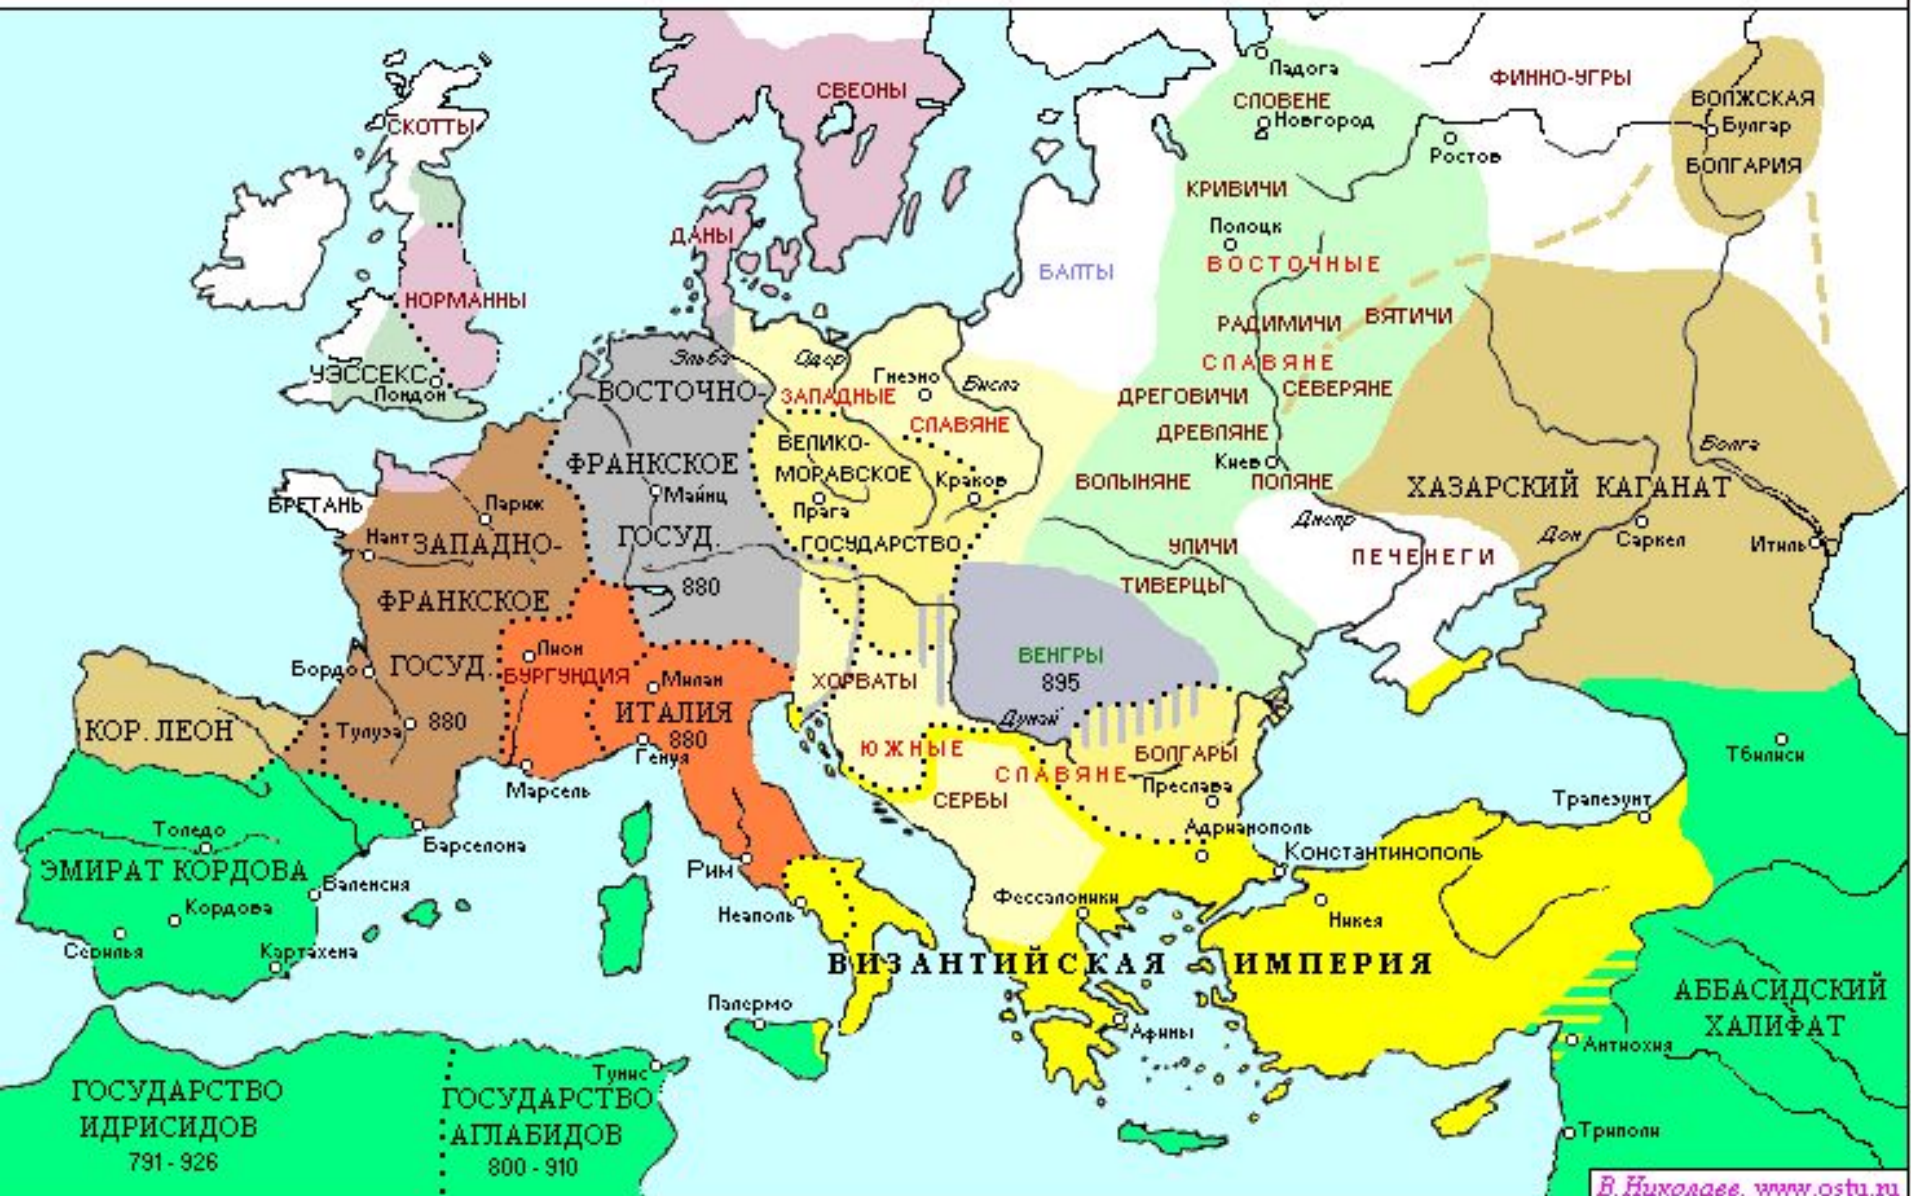 СВЕОНЫ
Ладога
СЛОВЕНЕ
Новгород
ФИННО-УГРЫ
ВОЛЖСКАЯ
Булгар
БОЛГАРИЯ
Ростов
СКОТТЫ
КРИВИЧИ
Полоцк
ДАНЫ
БАЛТЫ
ВОСТОЧНЫЕ
НОРМАННЫ
РАДИМИЧИ
ВЯТИЧИ
СЛАВЯНЕ
СЕВЕРЯНЕ
ДРЕГОВИЧИ
ДРЕВЛЯНЕ
Киев
ПОЛЯНЕ
ВОЛЫНЯНЕ
УЭССЕКС
Лондон
Эльба
Одер
Гнезно
Висла
ВОСТОЧНО-
ФРАНКСКОЕ
Майнц
ГОСУД.
880
ЗАПАДНЫЕ
СЛАВЯНЕ
ВЕЛИКО-
МОРАВСКОЕ
Краков
Прага
ГОСУДАРСТВО
ХАЗАРСКИЙ КАГАНАТ
Волга
Днепр
Дон
Саркел
Итиль
ПЕЧЕНЕГИ
УЛИЧИ
ТИВЕРЦЫ
БРЕТАНЬ
Париж
Нант
ЗАПАДНО-
ФРАНКСКОЕ
ГОСУД.
Бордо
Тулуза
880
Лион
БУРГУНДИЯ
Милан
ИТАЛИЯ
880
Генуя
Марсель
ХОРВАТЫ
ВЕНГРЫ
895
Дунай
ЮЖНЫЕ
СЛАВЯНЕ
БОЛГАРЫ
Преслава
СЕРБЫ
КОР. ЛЕОН
Тбилиси
Трапезунт
Адрианополь
Константинополь
Барселона
Толедо
ЭМИРАТ КОРДОВА
Валенсия
Кордова
Севилья
Картахена
Рим
Неаполь
Фессалоники
Никея
ВИЗАНТИЙСКАЯ ИМПЕРИЯ
АББАСИДСКИЙ
ХАЛИФАТ
Палермо
Афины
Антиохия
Тунис
ГОСУДАРСТВО
ИДРИСИДОВ
791 - 926
ГОСУДАРСТВО
АГЛАБИДОВ
800 - 910
Триполи
В.Николаев, www.ostu.ru